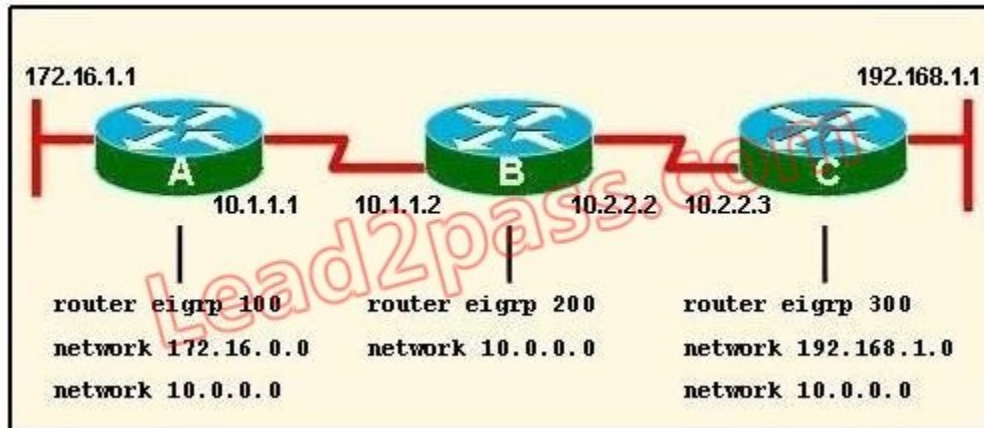 172.16.1.1
192.168.1.1
A
B
C
10.1.1.1
10.1.1.2
10.2.2.2
10.2.2.3
router eigrp 100
network 172.16.0.0
network 10.0.0.0
router eigrp 200
network 10.0.0.0
router eigrp 300
network 192.168.1.0
network 10.0.0.0
Lead2pass.com